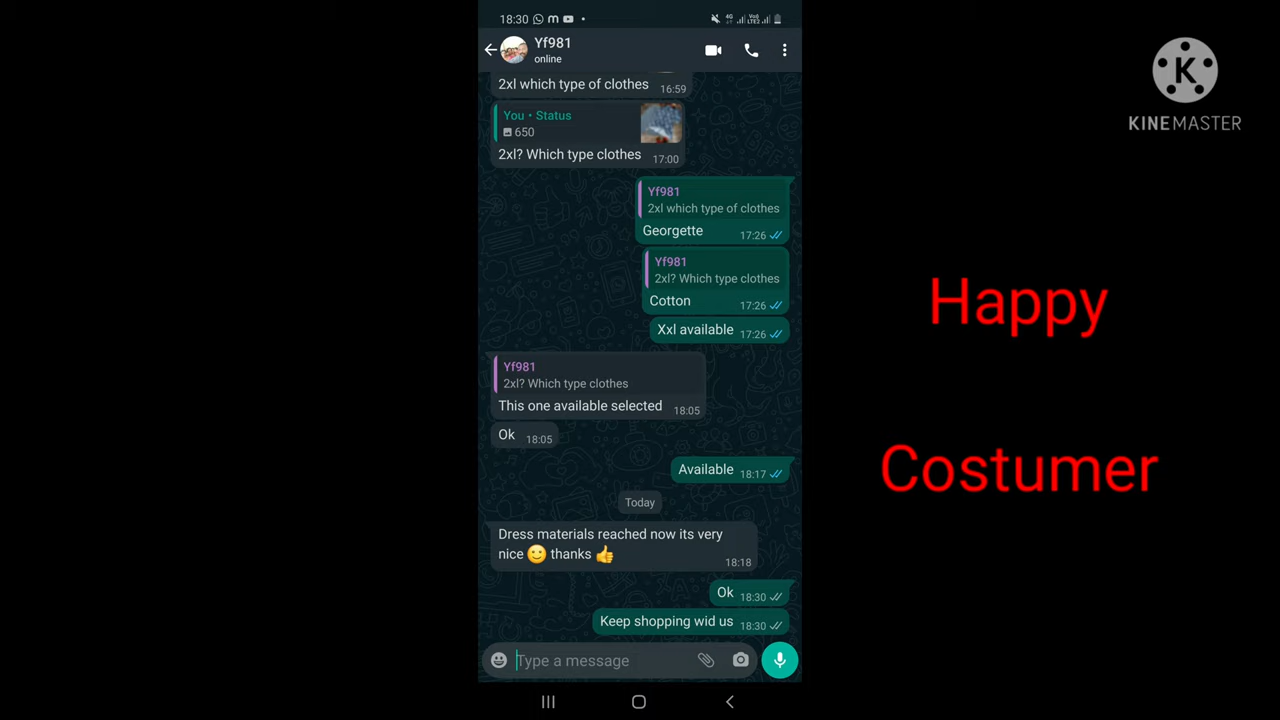 18:30
Yf981
online
2xl which type of clothes 16:59
You • Status
650
2xl? Which type clothes 17:00
Yf981
2xl which type of clothes
Georgette 17:26
Yf981
2xl? Which type clothes
Cotton 17:26
Xxl available 17:26
Yf981
2xl? Which type clothes
This one available selected 18:05
Ok 18:05
Available 18:17
Today
Dress materials reached now its very
nice 🙂 thanks 👍 18:18
Ok 18:30
Keep shopping wid us 18:30
Type a message
K
KINEMASTER
Happy
Costumer